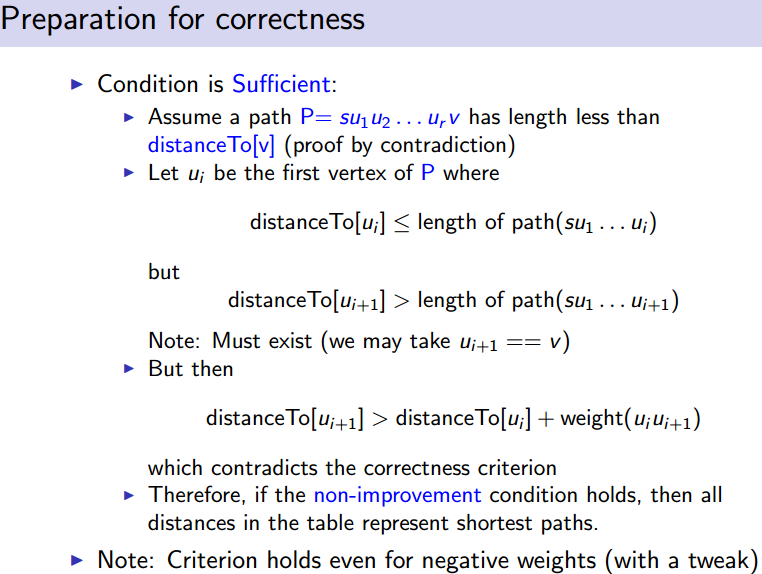 Preparation for correctness
▶ Condition is Sufficient:
▶ Assume a path P= su₁u₂ . . . uᵣv has length less than
distanceTo[v] (proof by contradiction)
▶ Let uᵢ be the first vertex of P where
distanceTo[uᵢ] ≤ length of path(su₁ . . . uᵢ)
but
distanceTo[uᵢ₊₁] > length of path(su₁ . . . uᵢ₊₁)
Note: Must exist (we may take uᵢ₊₁ == v)
▶ But then
distanceTo[uᵢ₊₁] > distanceTo[uᵢ] + weight(uᵢuᵢ₊₁)
which contradicts the correctness criterion
▶ Therefore, if the non-improvement condition holds, then all
distances in the table represent shortest paths.
▶ Note: Criterion holds even for negative weights (with a tweak)